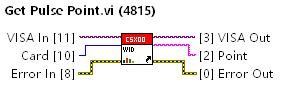 Get Pulse Point.vi (4815)
VISA In [11]
[3] VISA Out
C5X00
Card [10]
WID
[2] Point
Error In [8]
[0] Error Out